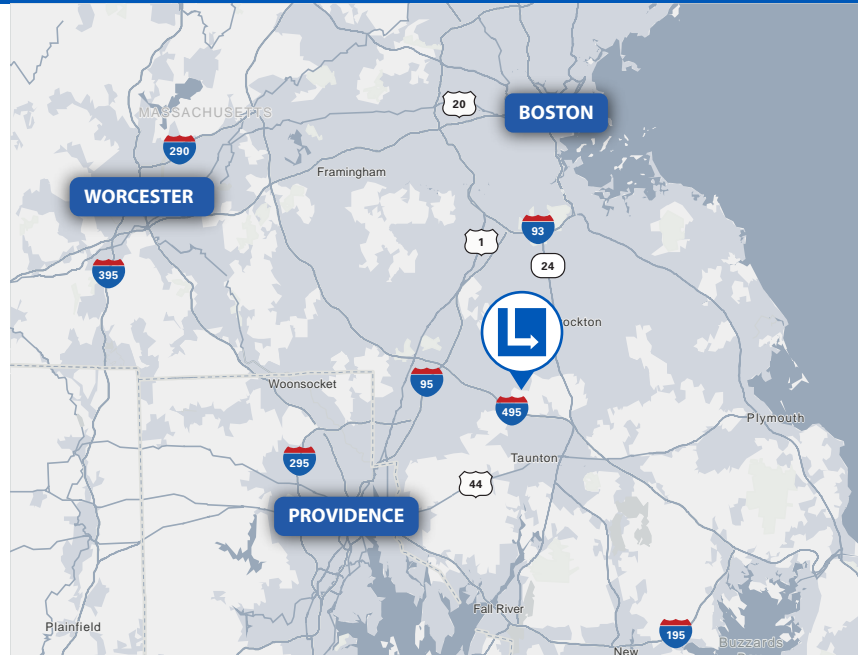 20
BOSTON
MASSACHUSETTS
290
Framingham
WORCESTER
93
1
24
395
ockton
Woonsocket
95
495
Plymouth
Taunton
295
44
PROVIDENCE
Fall River
Plainfield
195
Buzzards
New